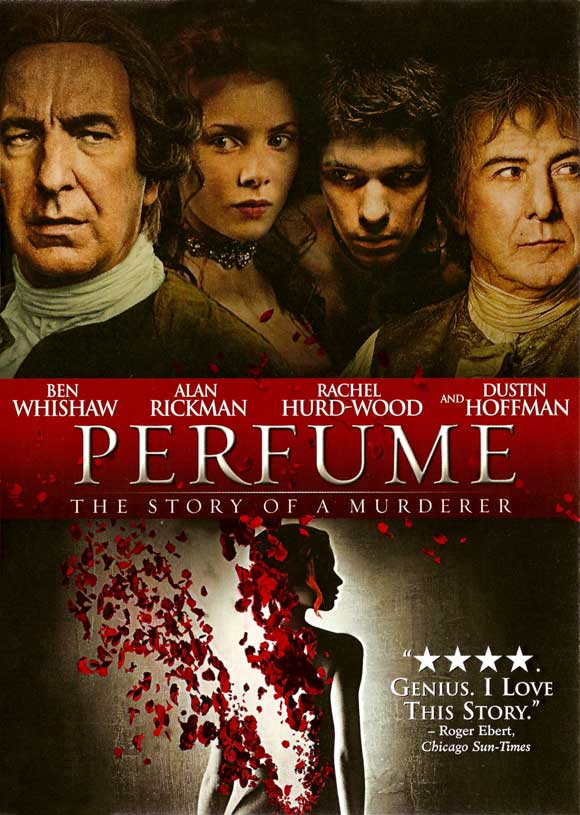 BEN WHISHAW ALAN RICKMAN RACHEL HURD-WOOD AND DUSTIN HOFFMAN
PERFUME
THE STORY OF A MURDERER
“★★★★.
GENIUS. I LOVE
THIS STORY.”
– Roger Ebert,
Chicago Sun-Times